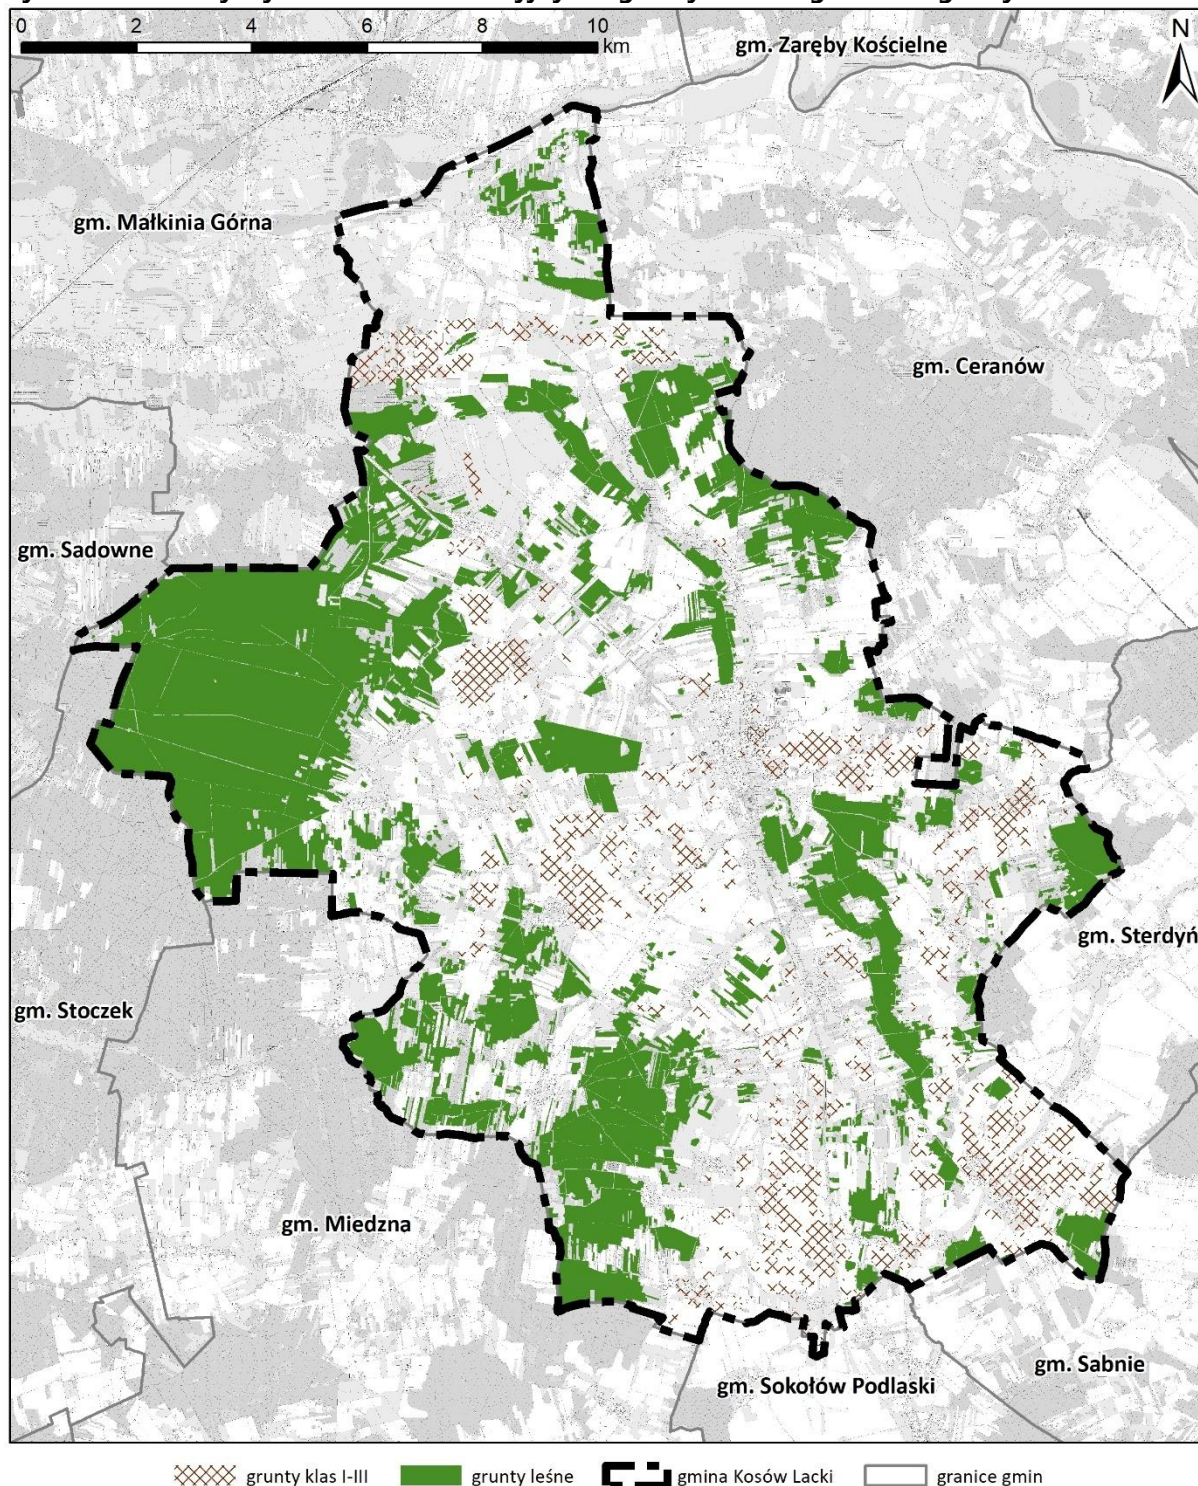 0 2 4 6 8 10
km
N
gm. Zaręby Kościelne
gm. Małkinia Górna
gm. Ceranów
gm. Sadowne
gm. Sterdyń
gm. Stoczek
gm. Miedzna
gm. Sabnie
gm. Sokołów Podlaski
grunty klas I-III grunty leśne gmina Kosów Lacki granice gmin